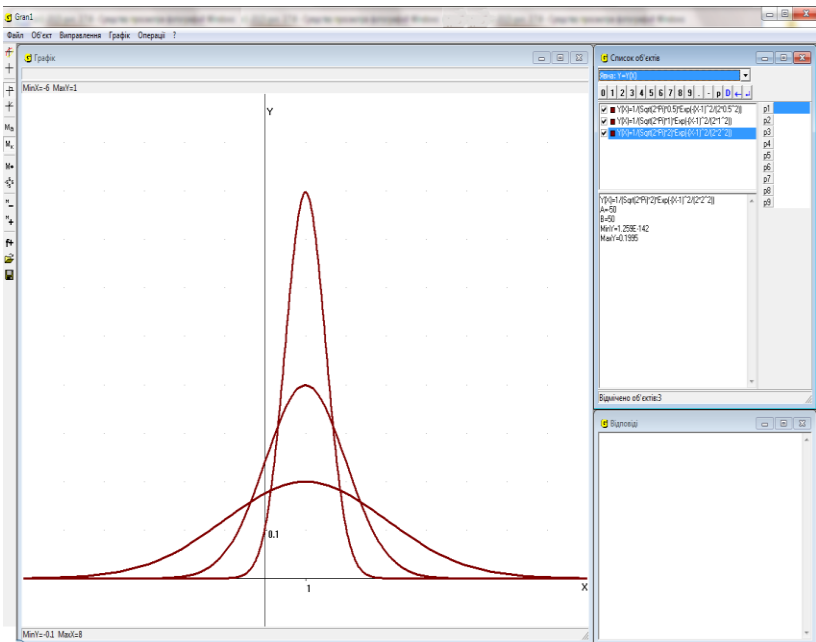 Gran1
Файл Об'єкт Виправлення Графік Операції ?
Графік
MinX=-6 MaxY=1
Y
0.1
1
X
MinY=-0.1 MaxX=8
Список об'єктів
Явна: Y=Y(X)
0 1 2 3 4 5 6 7 8 9 . - p D ← ↲
Y(X)=1/(Sqrt(2*Pi)*0.5)*Exp(-(X-1)^2/(2*0.5^2))
Y(X)=1/(Sqrt(2*Pi)*1)*Exp(-(X-1)^2/(2*1^2))
Y(X)=1/(Sqrt(2*Pi)*2)*Exp(-(X-1)^2/(2*2^2))
p1
p2
p3
p4
p5
p6
p7
p8
p9
Y(X)=1/(Sqrt(2*Pi)*2)*Exp(-(X-1)^2/(2*2^2))
A=-50
B=50
MinY=1.259E-142
MaxY=0.1995
Відмічено об'єктів:3
Відповіді